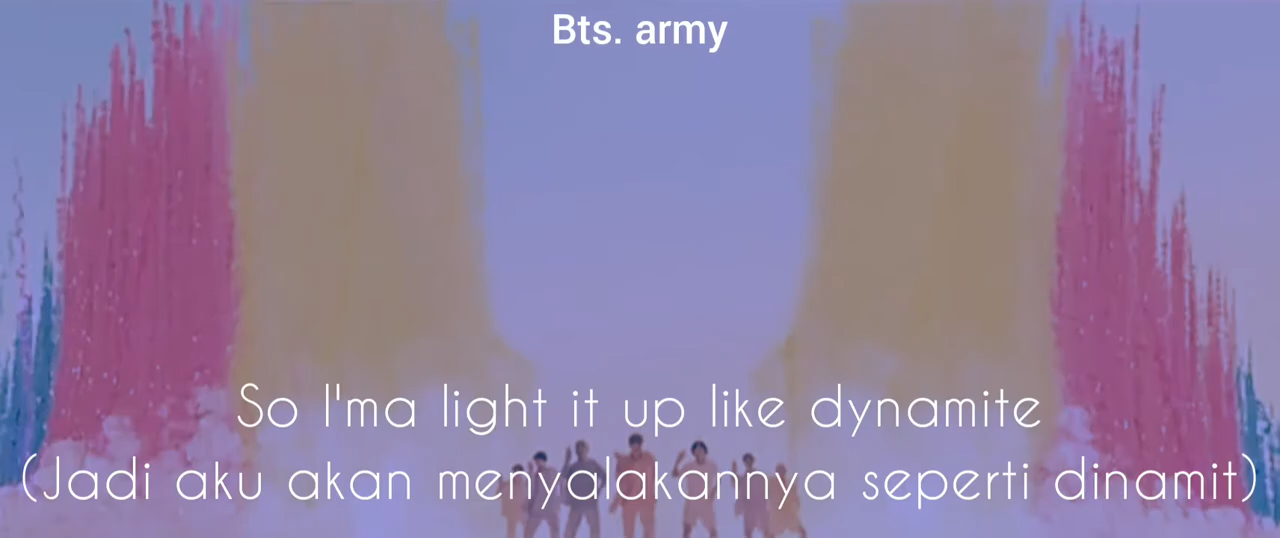 Bts. army
So I'ma light it up like dynamite
(Jadi aku akan menyalakannya seperti dinamit)